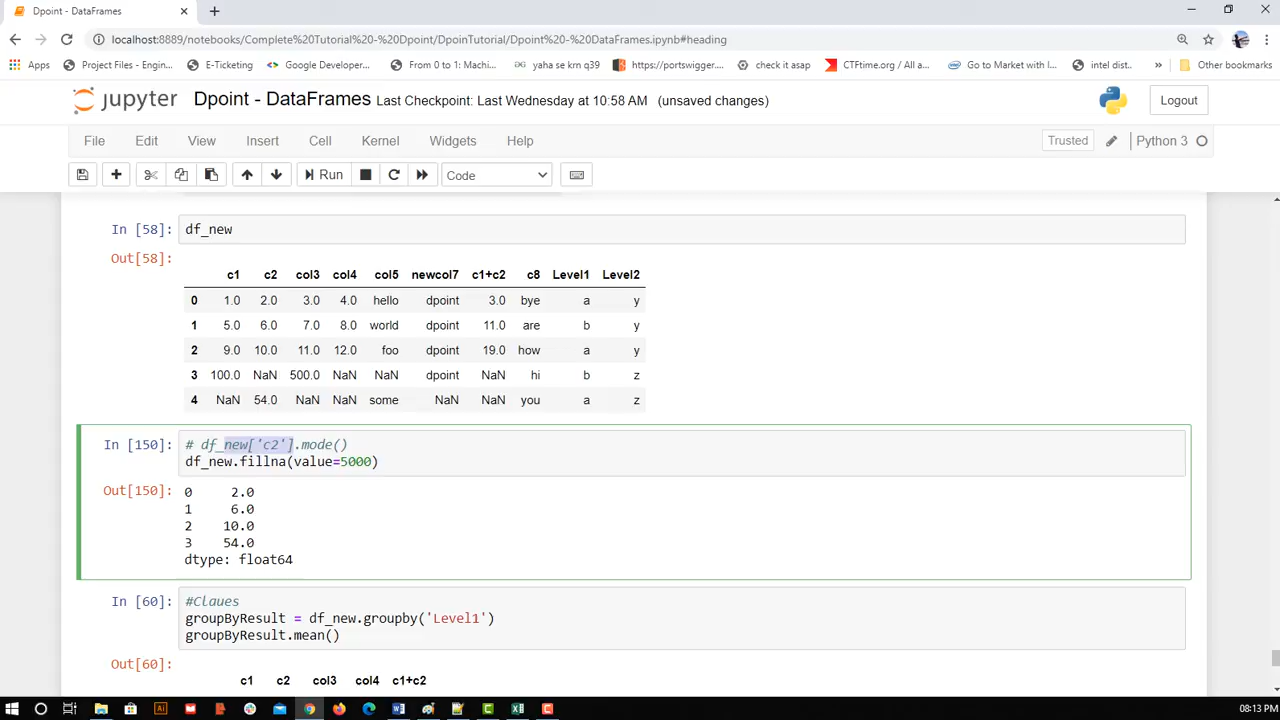 Dpoint - DataFrames
localhost:8889/notebooks/Complete%20Tutorial%20-%20Dpoint/DpoinTutorial/Dpoint%20-%20DataFrames.ipynb#heading
Apps Project Files - Engin... E-Ticketing Google Developer... From 0 to 1: Machi... yaha se krn q39 https://portswigger.... check it asap CTFtime.org / All a... Go to Market with I... intel dist... » Other bookmarks
jupyter Dpoint - DataFrames Last Checkpoint: Last Wednesday at 10:58 AM (unsaved changes) Logout
File Edit View Insert Cell Kernel Widgets Help Trusted Python 3
Run Code
In [58]: df_new
Out[58]:
c1 c2 col3 col4 col5 newcol7 c1+c2 c8 Level1 Level2
0 1.0 2.0 3.0 4.0 hello dpoint 3.0 bye a y
1 5.0 6.0 7.0 8.0 world dpoint 11.0 are b y
2 9.0 10.0 11.0 12.0 foo dpoint 19.0 how a y
3 100.0 NaN 500.0 NaN NaN dpoint NaN hi b z
4 NaN 54.0 NaN NaN some NaN NaN you a z
In [150]: # df_new['c2'].mode()
df_new.fillna(value=5000)
Out[150]: 0 2.0
1 6.0
2 10.0
3 54.0
dtype: float64
In [60]: #Claues
groupByResult = df_new.groupby('Level1')
groupByResult.mean()
Out[60]:
c1 c2 col3 col4 c1+c2
08:13 PM